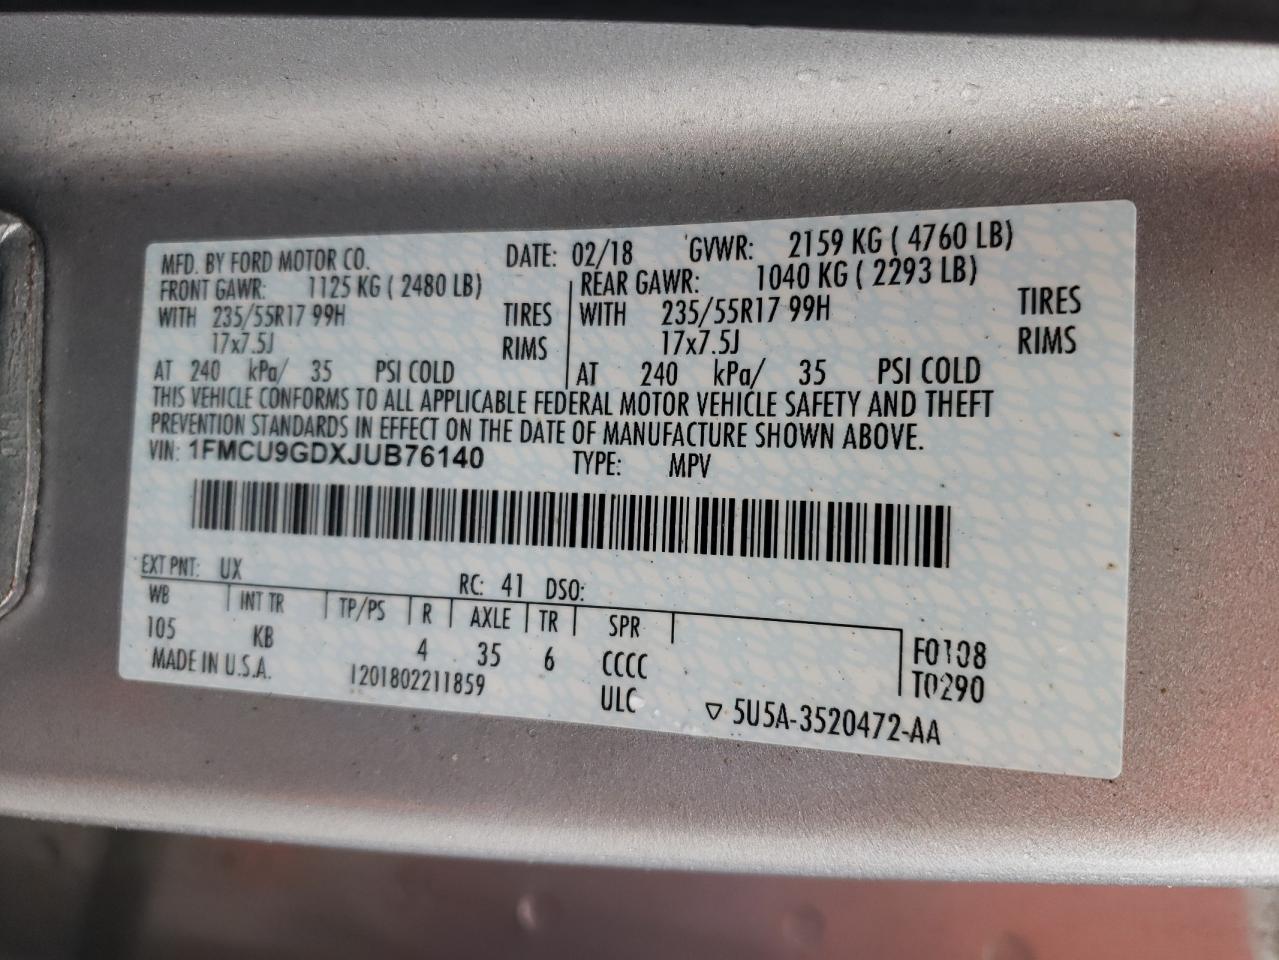 MFD. BY FORD MOTOR CO. DATE: 02/18 GVWR: 2159 KG ( 4760 LB)
FRONT GAWR: 1125 KG ( 2480 LB) REAR GAWR: 1040 KG ( 2293 LB)
WITH 235/55R17 99H TIRES WITH 235/55R17 99H TIRES
17x7.5J RIMS 17x7.5J RIMS
AT 240 kPa/ 35 PSI COLD AT 240 kPa/ 35 PSI COLD
THIS VEHICLE CONFORMS TO ALL APPLICABLE FEDERAL MOTOR VEHICLE SAFETY AND THEFT
PREVENTION STANDARDS IN EFFECT ON THE DATE OF MANUFACTURE SHOWN ABOVE.
VIN: 1FMCU9GDXJUB76140 TYPE: MPV
EXT PNT: UX RC: 41 DSO:
WB INT TR TP/PS R AXLE TR SPR
105 KB 4 35 6 CCCC F0108
MADE IN U.S.A. 1201802211859 ULC T0290
5U5A-3520472-AA